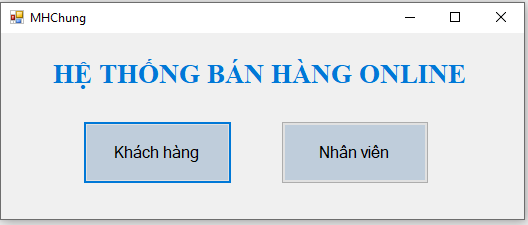 MHChung
HỆ THỐNG BÁN HÀNG ONLINE
Khách hàng
Nhân viên